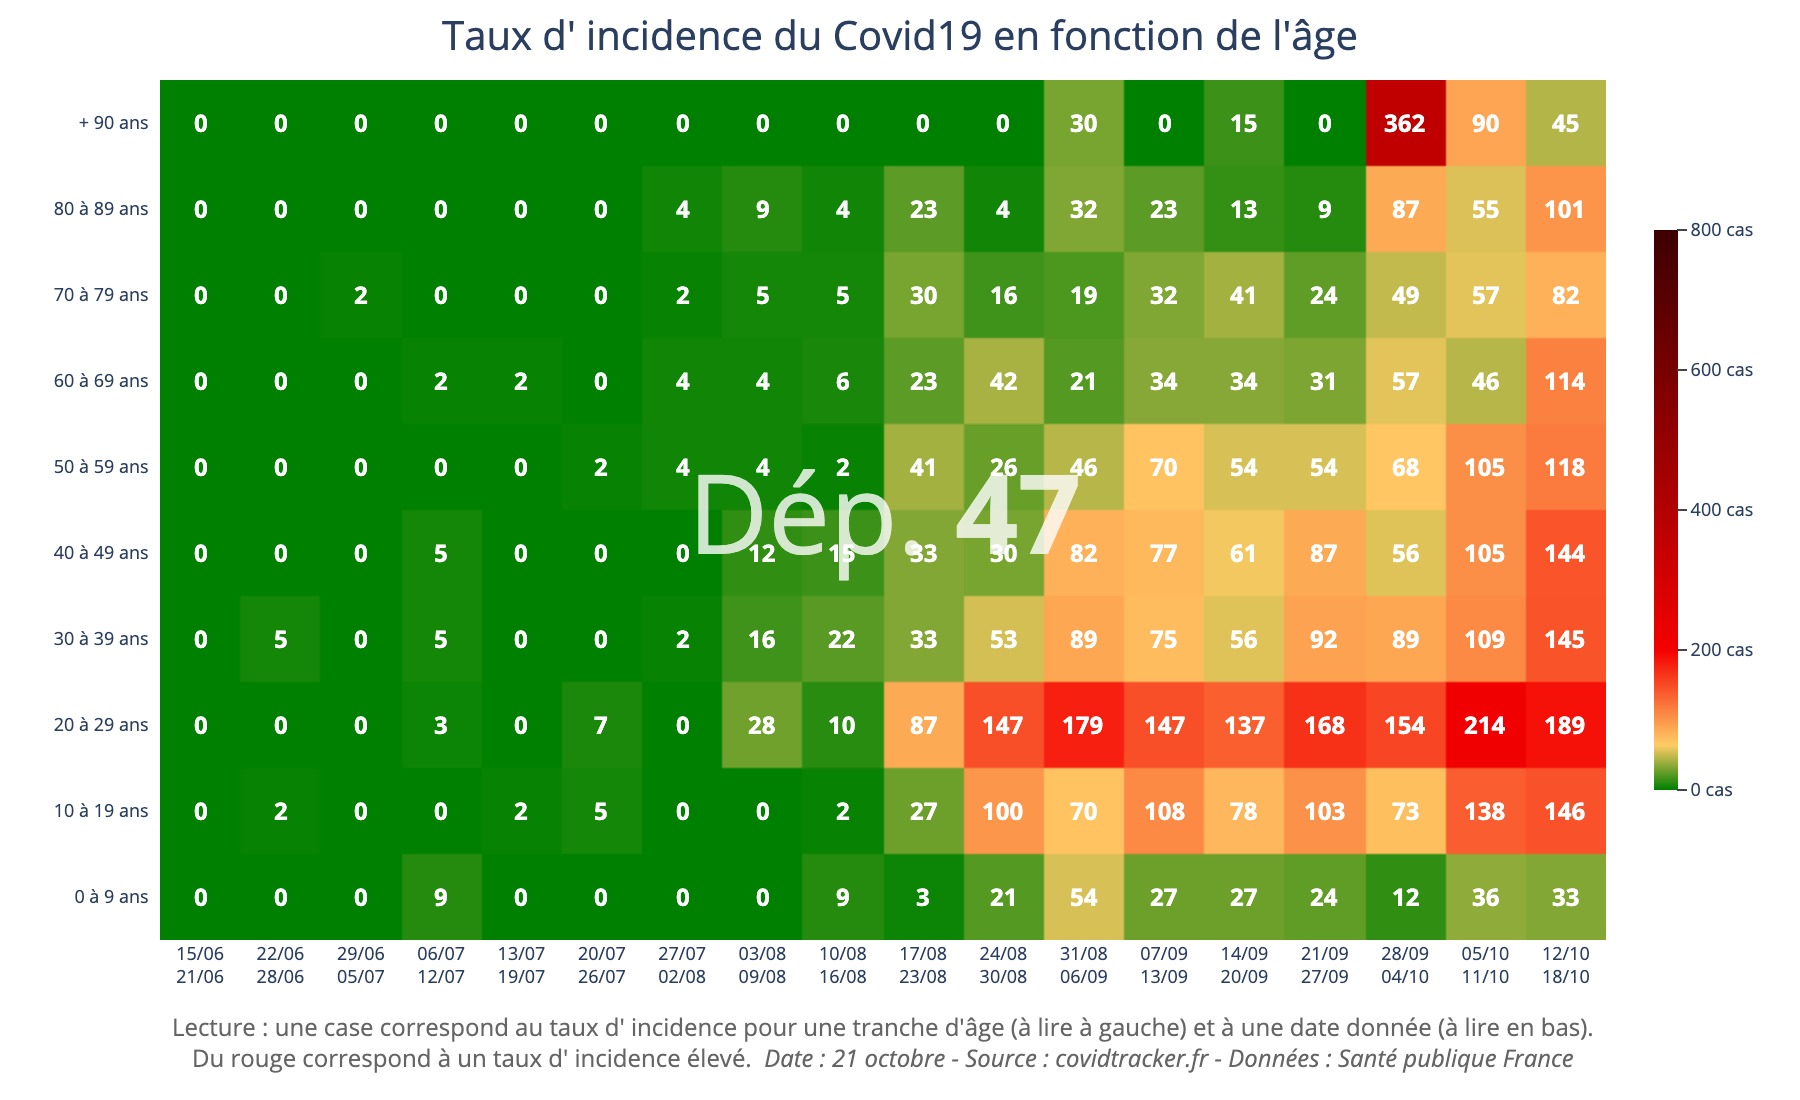 Taux d' incidence du Covid19 en fonction de l'âge
+ 90 ans 0 0 0 0 0 0 0 0 0 0 0 30 0 15 0 362 90 45
80 à 89 ans 0 0 0 0 0 0 4 9 4 23 4 32 23 13 9 87 55 101
70 à 79 ans 0 0 2 0 0 0 2 5 5 30 16 19 32 41 24 49 57 82
60 à 69 ans 0 0 0 2 2 0 4 4 6 23 42 21 34 34 31 57 46 114
50 à 59 ans 0 0 0 0 0 2 4 4 2 41 26 46 70 54 54 68 105 118
Dép. 47
40 à 49 ans 0 0 0 5 0 0 0 12 15 33 30 82 77 61 87 56 105 144
30 à 39 ans 0 5 0 5 0 0 2 16 22 33 53 89 75 56 92 89 109 145
20 à 29 ans 0 0 0 3 0 7 0 28 10 87 147 179 147 137 168 154 214 189
10 à 19 ans 0 2 0 0 2 5 0 0 2 27 100 70 108 78 103 73 138 146
0 à 9 ans 0 0 0 9 0 0 0 0 9 3 21 54 27 27 24 12 36 33
15/06 22/06 29/06 06/07 13/07 20/07 27/07 03/08 10/08 17/08 24/08 31/08 07/09 14/09 21/09 28/09 05/10 12/10
21/06 28/06 05/07 12/07 19/07 26/07 02/08 09/08 16/08 23/08 30/08 06/09 13/09 20/09 27/09 04/10 11/10 18/10
800 cas
600 cas
400 cas
200 cas
0 cas
Lecture : une case correspond au taux d' incidence pour une tranche d'âge (à lire à gauche) et à une date donnée (à lire en bas).
Du rouge correspond à un taux d' incidence élevé. Date : 21 octobre - Source : covidtracker.fr - Données : Santé publique France